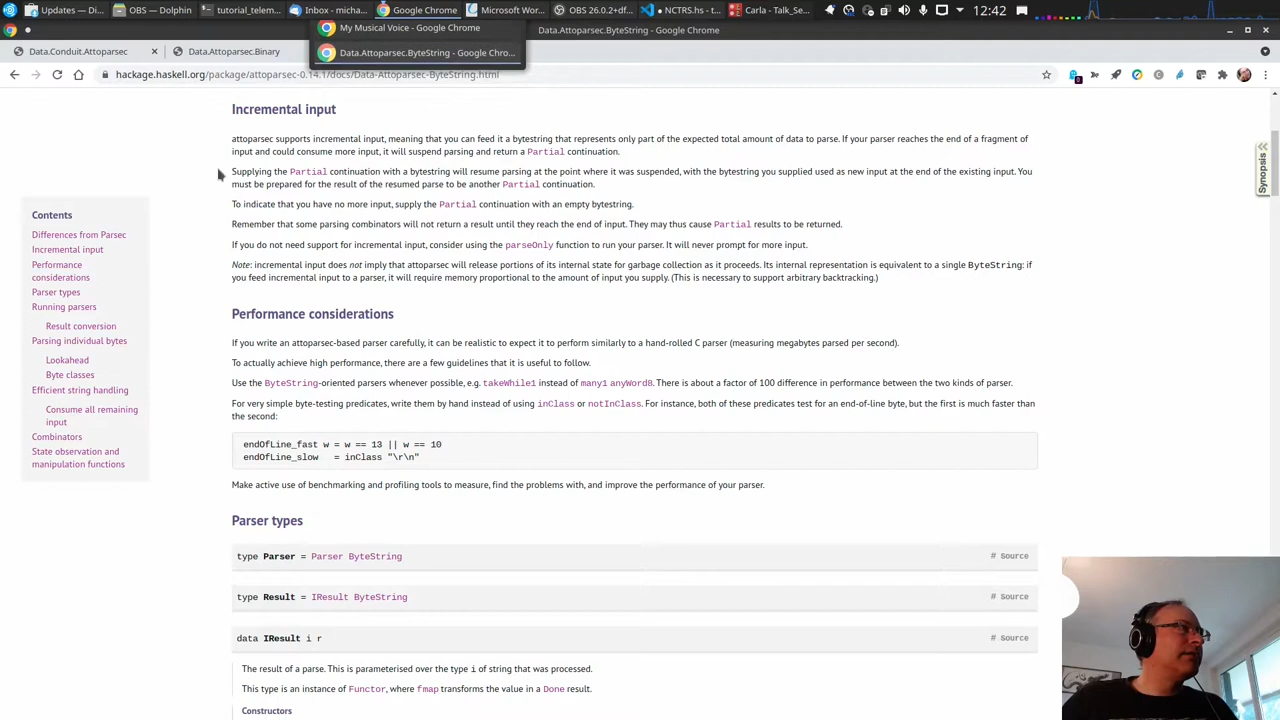 Updates – Di...
OBS – Dolphin
tutorial_telem...
Inbox - micha...
Google Chrome
Microsoft Wor...
OBS 26.0.2+df...
NCTRS.hs - ...
Carla - Talk_Se...
12:42
My Musical Voice - Google Chrome
Data.Attoparsec.ByteString - Google Chro...
Data.Attoparsec.ByteString - Google Chrome
Data.Conduit.Attoparsec
Data.Attoparsec.Binary
hackage.haskell.org/package/attoparsec-0.14.1/docs/Data-Attoparsec-ByteString.html
Synopsis
Contents
Differences from Parsec
Incremental input
Performance
considerations
Parser types
Running parsers
Result conversion
Parsing individual bytes
Lookahead
Byte classes
Efficient string handling
Consume all remaining
input
Combinators
State observation and
manipulation functions
Incremental input
attoparsec supports incremental input, meaning that you can feed it a bytestring that represents only part of the expected total amount of data to parse. If your parser reaches the end of a fragment of
input and could consume more input, it will suspend parsing and return a Partial continuation.
Supplying the Partial continuation with a bytestring will resume parsing at the point where it was suspended, with the bytestring you supplied used as new input at the end of the existing input. You
must be prepared for the result of the resumed parse to be another Partial continuation.
To indicate that you have no more input, supply the Partial continuation with an empty bytestring.
Remember that some parsing combinators will not return a result until they reach the end of input. They may thus cause Partial results to be returned.
If you do not need support for incremental input, consider using the parseOnly function to run your parser. It will never prompt for more input.
Note: incremental input does not imply that attoparsec will release portions of its internal state for garbage collection as it proceeds. Its internal representation is equivalent to a single ByteString: if
you feed incremental input to a parser, it will require memory proportional to the amount of input you supply. (This is necessary to support arbitrary backtracking.)
Performance considerations
If you write an attoparsec-based parser carefully, it can be realistic to expect it to perform similarly to a hand-rolled C parser (measuring megabytes parsed per second).
To actually achieve high performance, there are a few guidelines that it is useful to follow.
Use the ByteString-oriented parsers whenever possible, e.g. takeWhile1 instead of many1 anyWord8. There is about a factor of 100 difference in performance between the two kinds of parser.
For very simple byte-testing predicates, write them by hand instead of using inClass or notInClass. For instance, both of these predicates test for an end-of-line byte, but the first is much faster than
the second:
endOfLine_fast w = w == 13 || w == 10
endOfLine_slow   = inClass "\r\n"
Make active use of benchmarking and profiling tools to measure, find the problems with, and improve the performance of your parser.
Parser types
type Parser = Parser ByteString
# Source
type Result = IResult ByteString
# Source
data IResult i r
# Source
The result of a parse. This is parameterised over the type i of string that was processed.
This type is an instance of Functor, where fmap transforms the value in a Done result.
Constructors